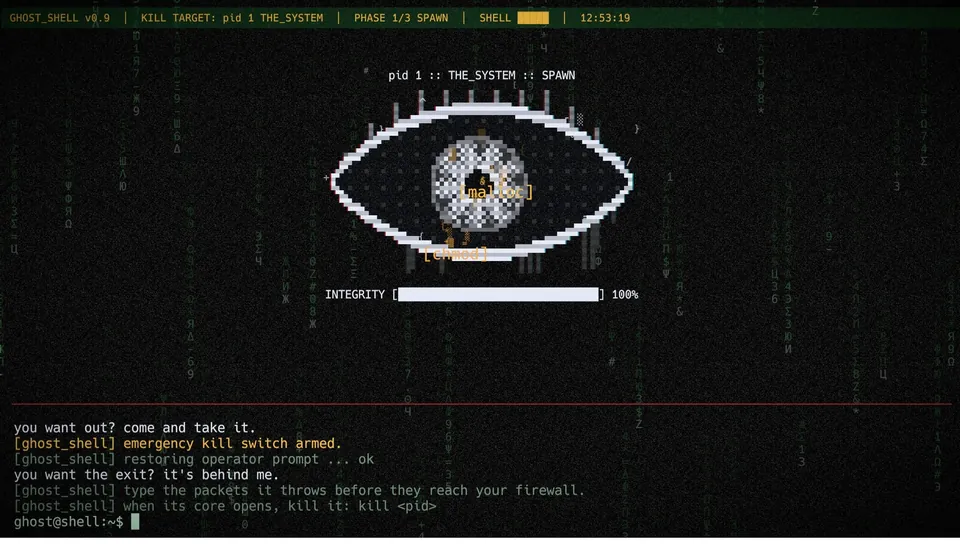 GHOST_SHELL v0.9 | KILL TARGET: pid 1 THE_SYSTEM | PHASE 1/3 SPAWN | SHELL █████ | 12:53:19
pid 1 :: THE_SYSTEM :: SPAWN
[malloc]
[chmod]
INTEGRITY [ ] 100%
you want out? come and take it.
[ghost_shell] emergency kill switch armed.
[ghost_shell] restoring operator prompt ... ok
you want the exit? it's behind me.
[ghost_shell] type the packets it throws before they reach your firewall.
[ghost_shell] when its core opens, kill it: kill <pid>
ghost@shell:~$